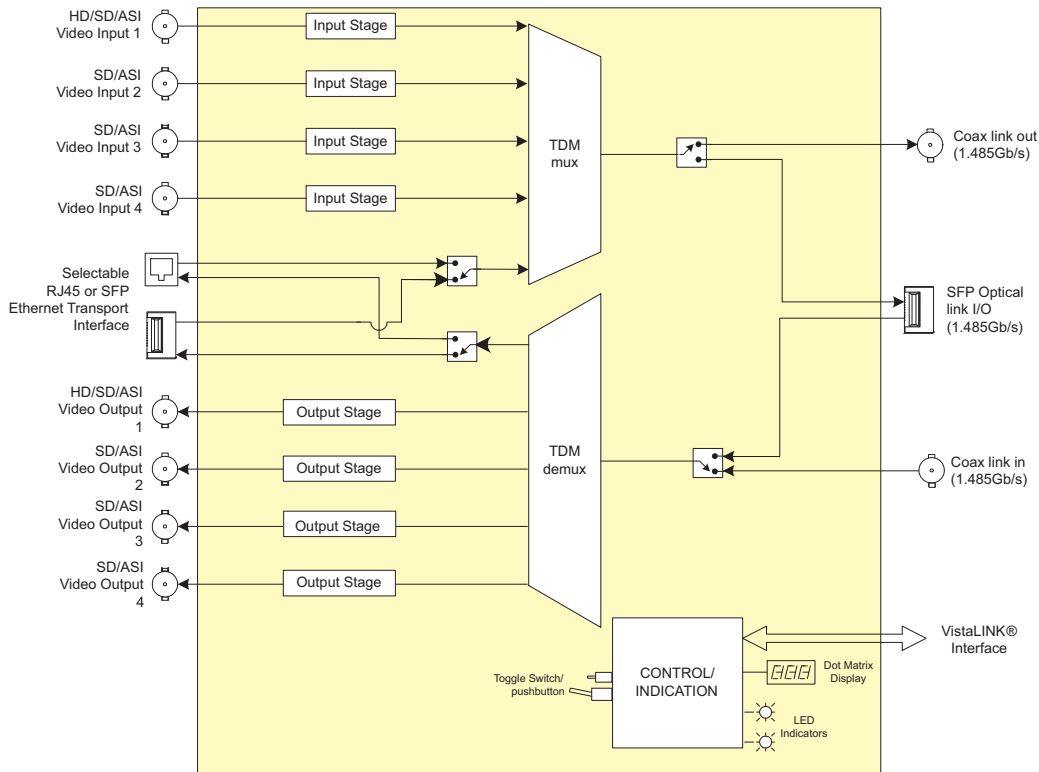 HD/SD/ASI
Video Input 1
Input Stage
SD/ASI
Video Input 2
Input Stage
SD/ASI
Video Input 3
Input Stage
SD/ASI
Video Input 4
Input Stage
TDM
mux
Coax link out
(1.485Gb/s)
Selectable
RJ45 or SFP
Ethernet Transport
Interface
SFP Optical
link I/O
(1.485Gb/s)
HD/SD/ASI
Video Output
1
Output Stage
SD/ASI
Video Output
2
Output Stage
SD/ASI
Video Output
3
Output Stage
SD/ASI
Video Output
4
Output Stage
TDM
demux
Coax link in
(1.485Gb/s)
VistaLINK®
Interface
CONTROL/
INDICATION
Toggle Switch/
pushbutton
Dot Matrix
Display
LED
Indicators